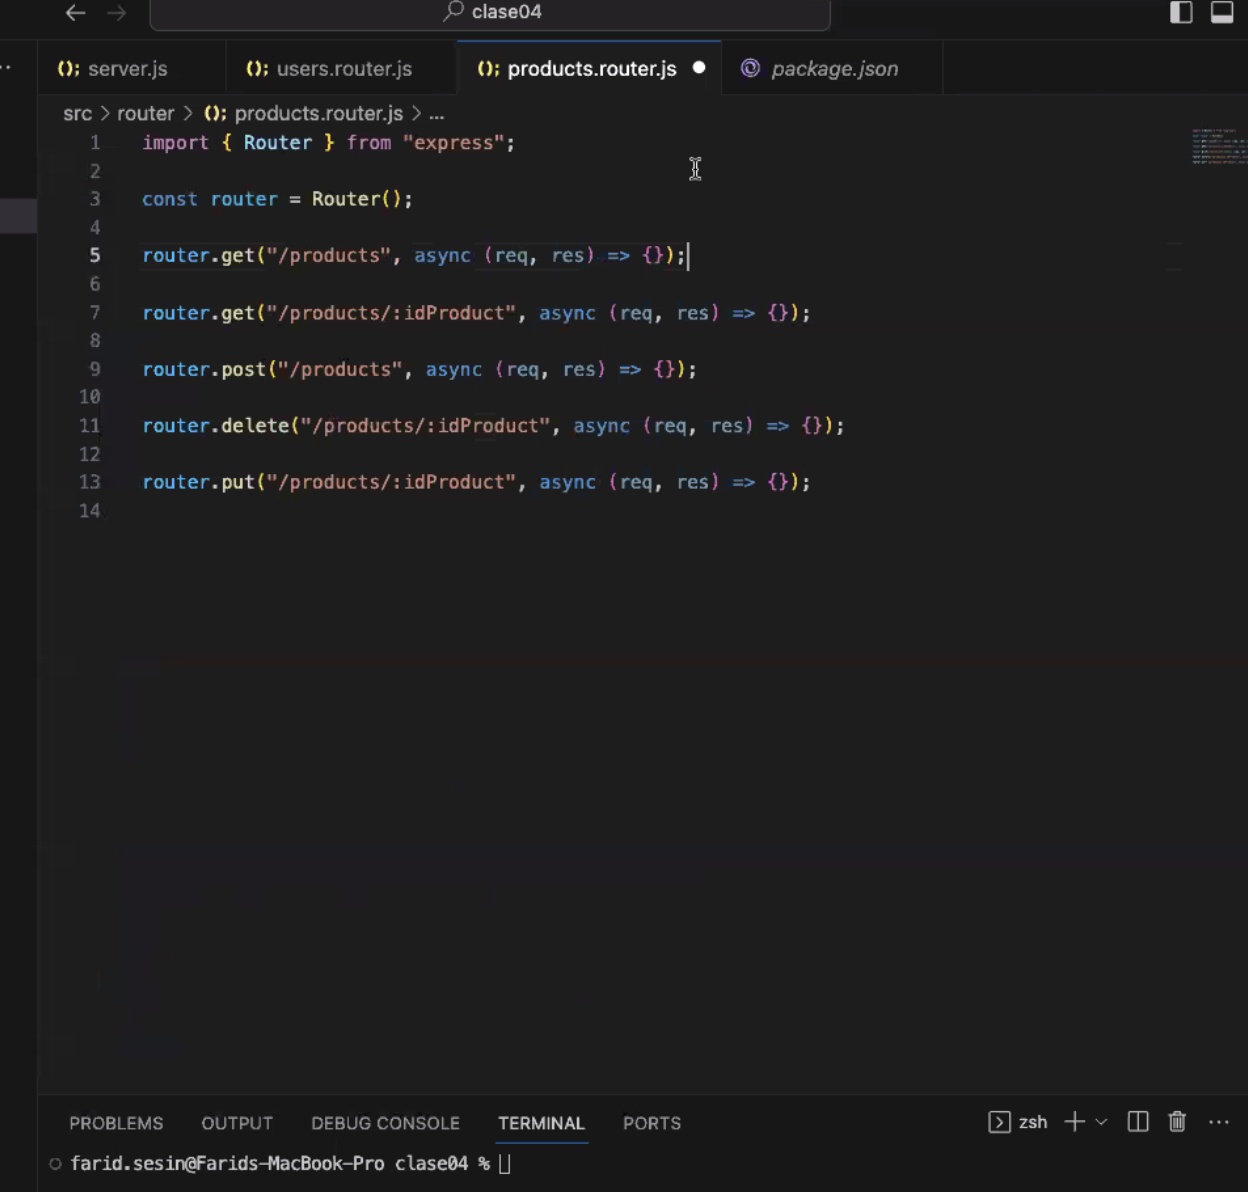 clase04
server.js
users.router.js
products.router.js
package.json
src > router > products.router.js > ...
1 import { Router } from "express";
2
3 const router = Router();
4
5 router.get("/products", async (req, res) => {});
6
7 router.get("/products/:idProduct", async (req, res) => {});
8
9 router.post("/products", async (req, res) => {});
10
11 router.delete("/products/:idProduct", async (req, res) => {});
12
13 router.put("/products/:idProduct", async (req, res) => {});
14
PROBLEMS OUTPUT DEBUG CONSOLE TERMINAL PORTS
zsh
farid.sesin@Farids-MacBook-Pro clase04 %